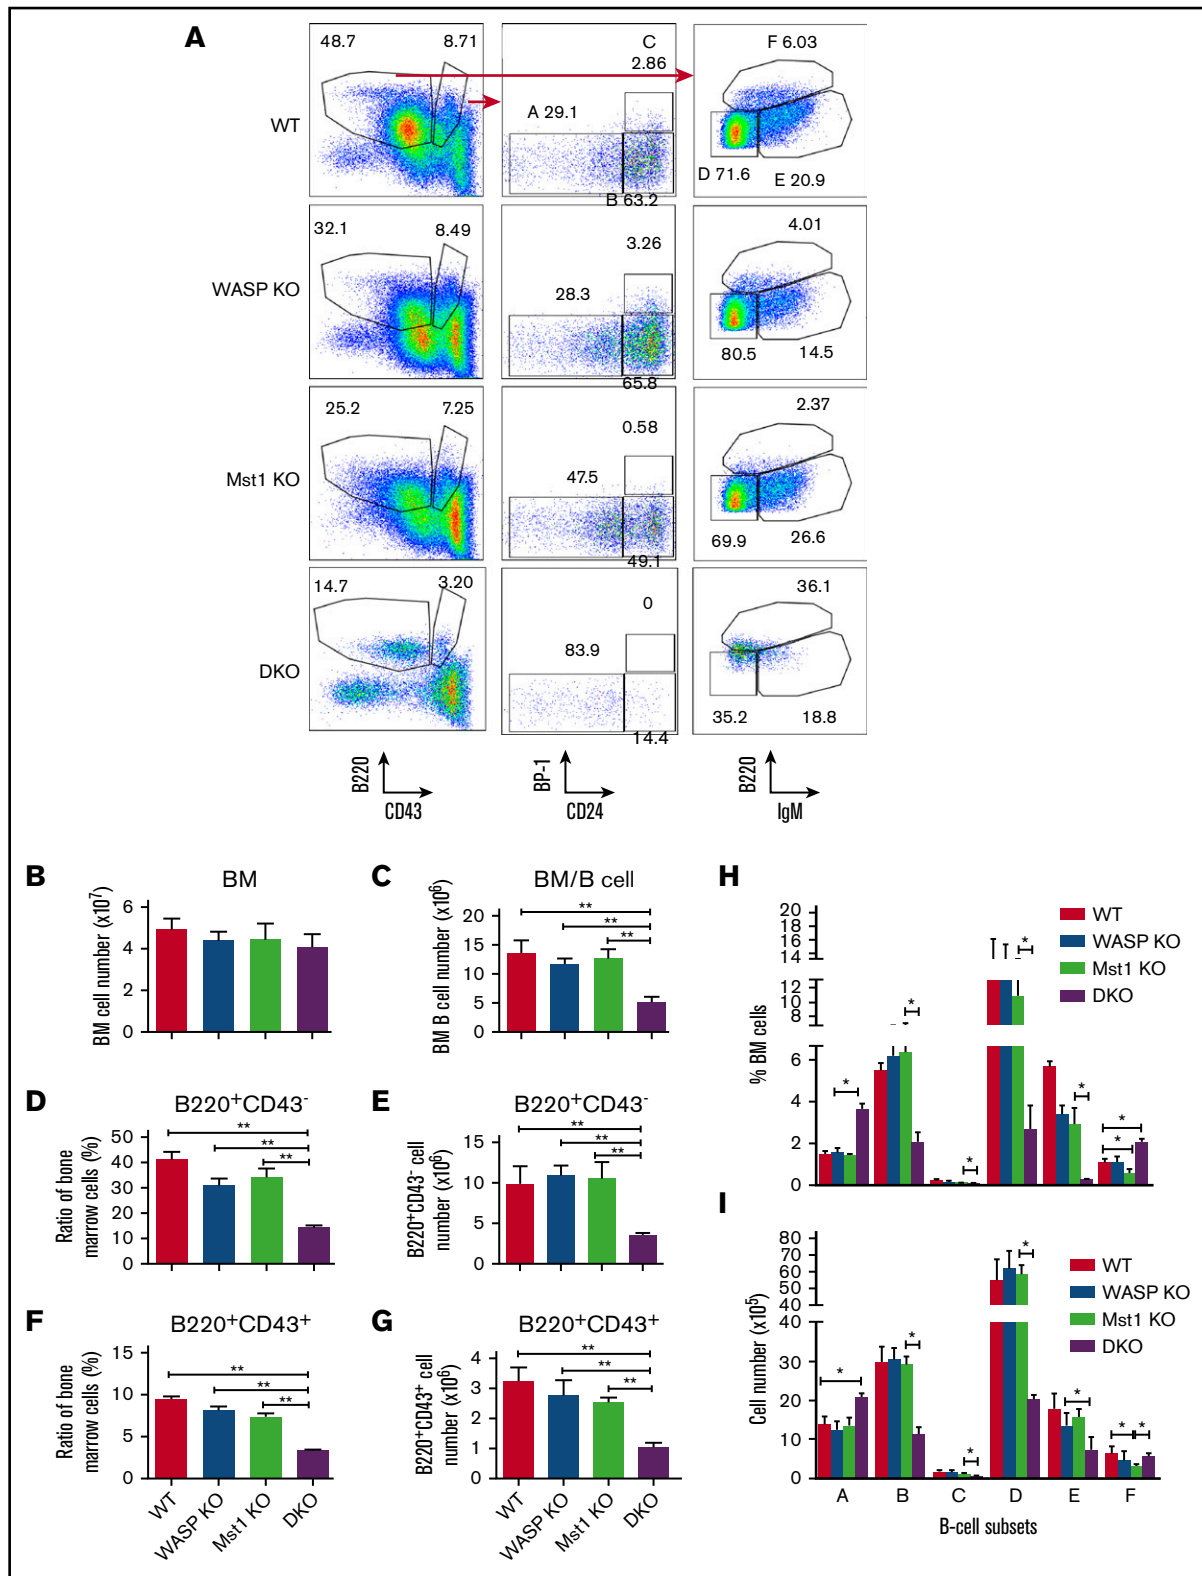 A
48.7
8.71
C
2.86
F 6.03
WT
A 29.1
B 63.2
D 71.6
E 20.9
32.1
8.49
3.26
4.01
WASP KO
28.3
65.8
80.5
14.5
25.2
7.25
0.58
2.37
Mst1 KO
47.5
49.1
69.9
26.6
14.7
3.20
0
36.1
DKO
83.9
14.4
35.2
18.8
B220
CD43
BP-1
CD24
B220
IgM
B
BM
BM cell number (x10⁷)
6
4
2
0
C
BM/B cell
BM B cell number (x10⁶)
20
15
10
5
0
**
**
**
D
B220⁺CD43⁻
Ratio of bone
marrow cells (%)
50
40
30
20
10
0
**
**
**
E
B220⁺CD43⁻
B220⁺CD43⁻ cell
number (x10⁶)
15
10
5
0
**
**
**
F
B220⁺CD43⁺
Ratio of bone
marrow cells (%)
15
10
5
0
**
**
**
WT
WASP KO
Mst1 KO
DKO
G
B220⁺CD43⁺
B220⁺CD43⁺ cell
number (x10⁶)
4
3
2
1
0
**
**
**
WT
WASP KO
Mst1 KO
DKO
H
% BM cells
20
18
16
14
12
10
8
6
4
2
0
*
*
*
*
*
*
*
WT
WASP KO
Mst1 KO
DKO
I
Cell number (x10⁵)
80
70
60
50
40
40
30
20
10
0
*
*
*
*
*
*
*
WT
WASP KO
Mst1 KO
DKO
A B C D E F
B-cell subsets